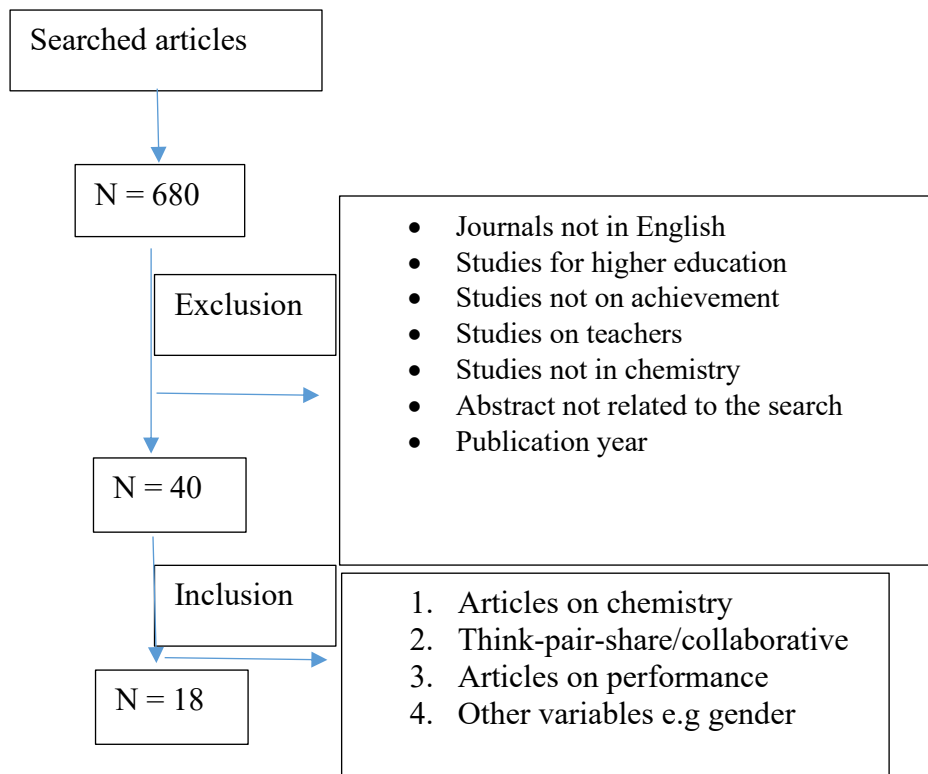 Searched articles
N = 680
Exclusion
• Journals not in English
• Studies for higher education
• Studies not on achievement
• Studies on teachers
• Studies not in chemistry
• Abstract not related to the search
• Publication year
N = 40
Inclusion
1. Articles on chemistry
2. Think-pair-share/collaborative
3. Articles on performance
4. Other variables e.g gender
N = 18